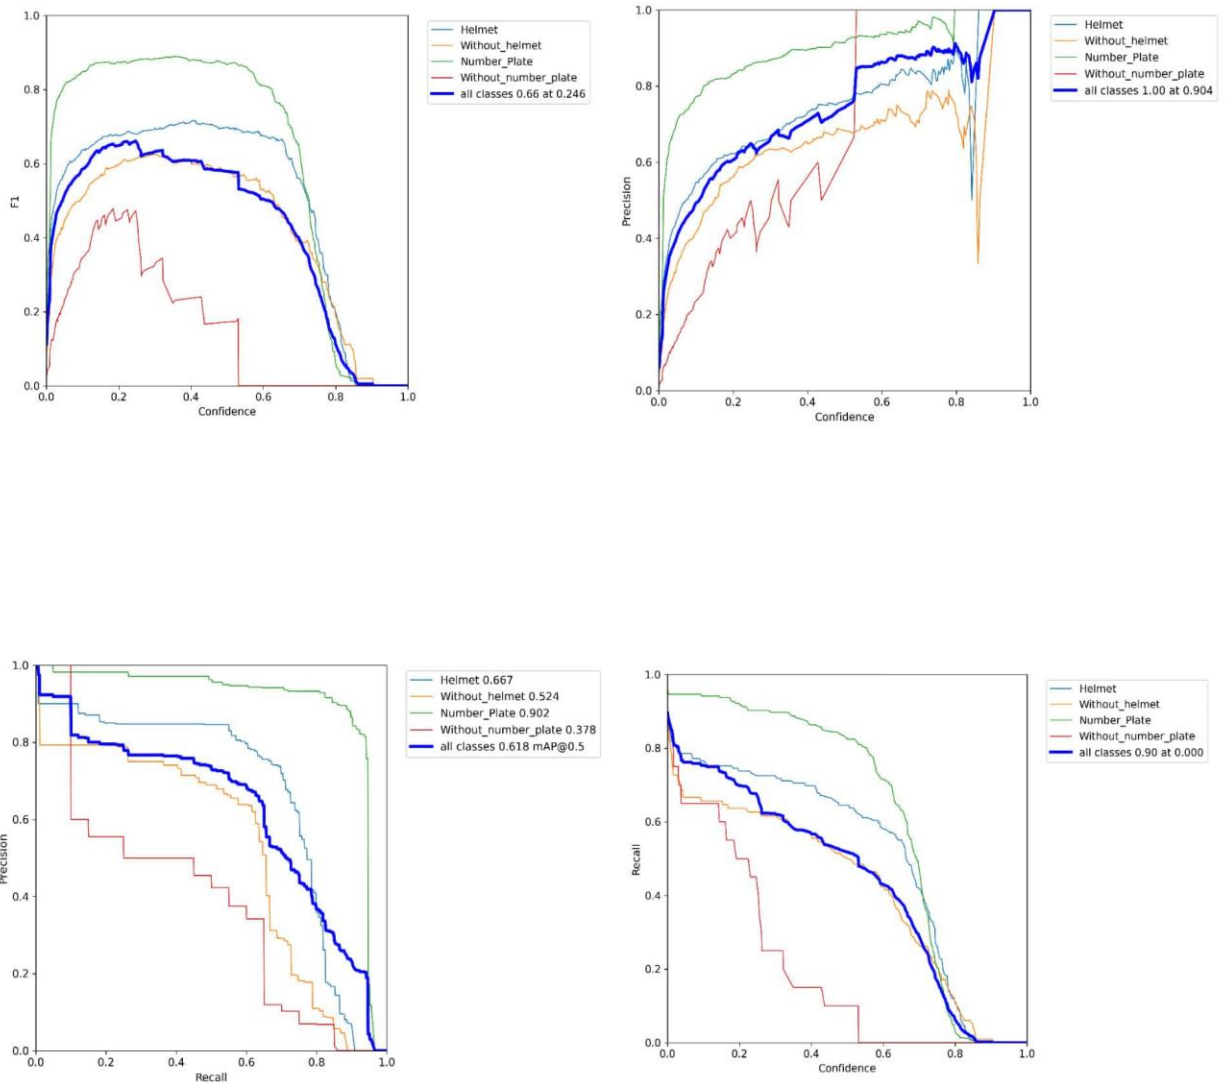 1.0
0.8
0.6
0.4
0.2
0.0
F1
0.0 0.2 0.4 0.6 0.8 1.0
Confidence
Helmet
Without_helmet
Number_Plate
Without_number_plate
all classes 0.66 at 0.246
1.0
0.8
0.6
0.4
0.2
0.0
Precision
0.0 0.2 0.4 0.6 0.8 1.0
Confidence
Helmet
Without_helmet
Number_Plate
Without_number_plate
all classes 1.00 at 0.904
1.0
0.8
0.6
0.4
0.2
0.0
Precision
0.0 0.2 0.4 0.6 0.8 1.0
Recall
Helmet 0.667
Without_helmet 0.524
Number_Plate 0.902
Without_number_plate 0.378
all classes 0.618 mAP@0.5
1.0
0.8
0.6
0.4
0.2
0.0
Recall
0.0 0.2 0.4 0.6 0.8 1.0
Confidence
Helmet
Without_helmet
Number_Plate
Without_number_plate
all classes 0.90 at 0.000